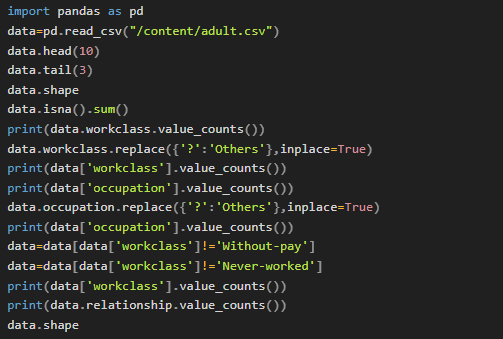 import pandas as pd
data=pd.read_csv("/content/adult.csv")
data.head(10)
data.tail(3)
data.shape
data.isna().sum()
print(data.workclass.value_counts())
data.workclass.replace({'?':'Others'},inplace=True)
print(data['workclass'].value_counts())
print(data['occupation'].value_counts())
data.occupation.replace({'?':'Others'},inplace=True)
print(data['occupation'].value_counts())
data=data[data['workclass']!='Without-pay']
data=data[data['workclass']!='Never-worked']
print(data['workclass'].value_counts())
print(data.relationship.value_counts())
data.shape